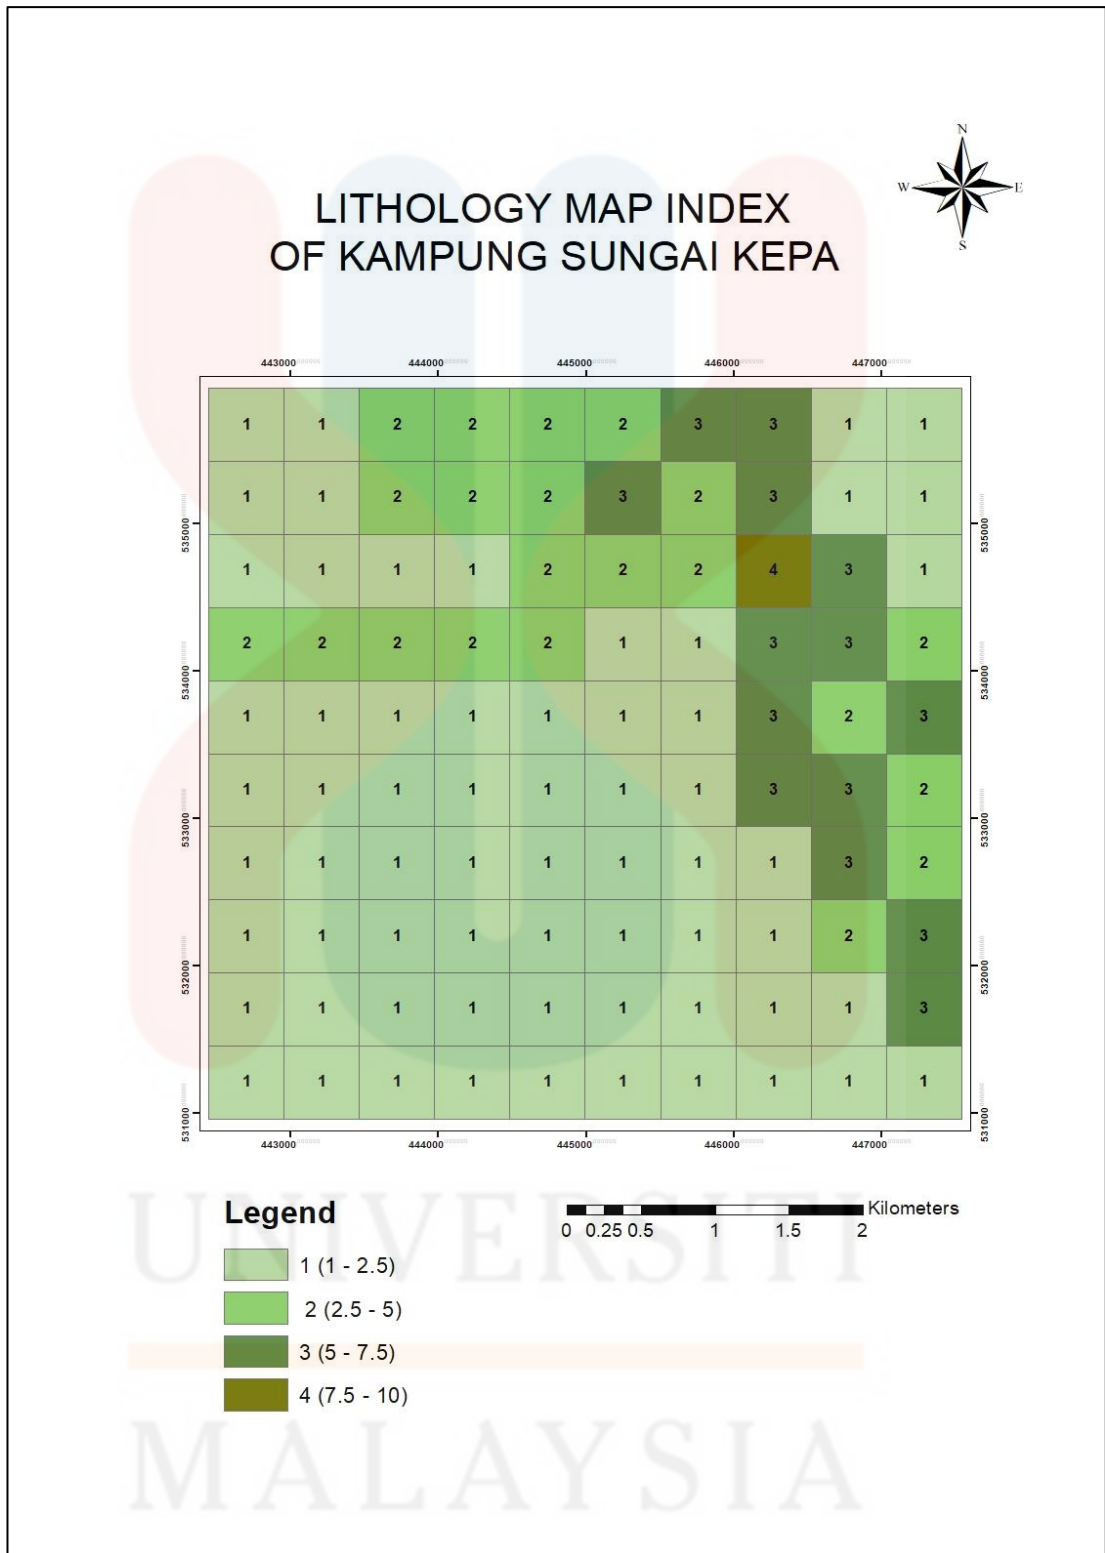 N
W E
S
LITHOLOGY MAP INDEX
OF KAMPUNG SUNGAI KEPA
443000 444000 445000 446000 447000
1 1 2 2 2 2 3 3 1 1
1 1 2 2 2 3 2 3 1 1
535000 535000
1 1 1 1 2 2 2 4 3 1
2 2 2 2 2 1 1 3 3 2
534000 534000
1 1 1 1 1 1 1 3 2 3
1 1 1 1 1 1 1 3 3 2
533000 533000
1 1 1 1 1 1 1 1 3 2
1 1 1 1 1 1 1 1 2 3
532000 532000
1 1 1 1 1 1 1 1 1 3
1 1 1 1 1 1 1 1 1 1
531000 531000
443000 444000 445000 446000 447000
Legend
1 (1 - 2.5)
2 (2.5 - 5)
3 (5 - 7.5)
4 (7.5 - 10)
Kilometers
0 0.25 0.5 1 1.5 2
UNIVERSITI
MALAYSIA